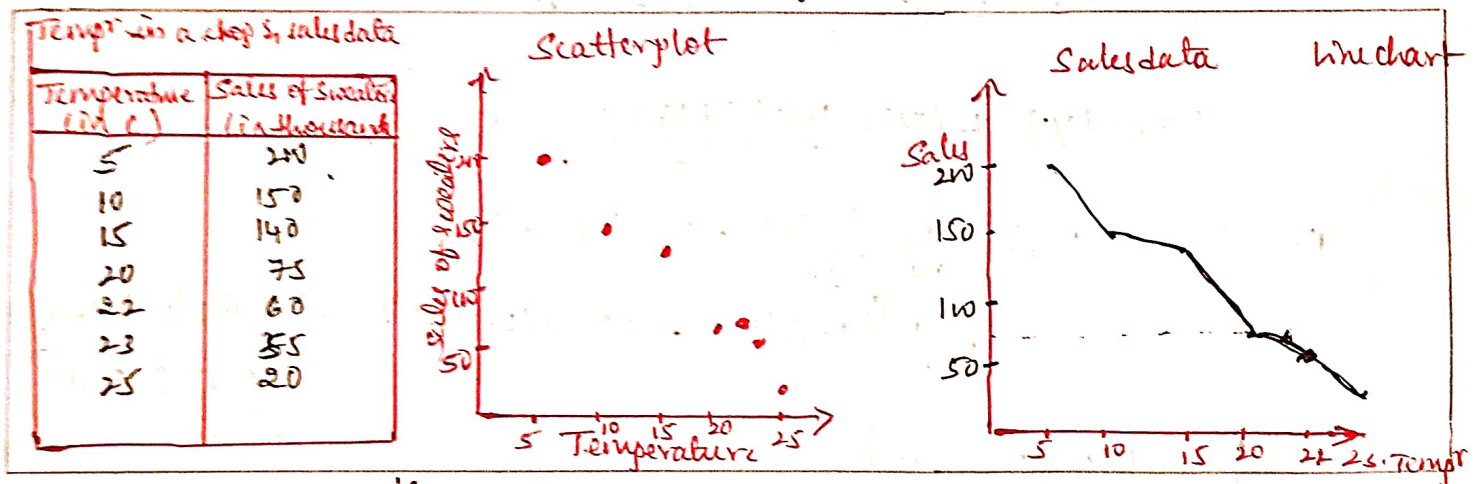 Tempr in a shop & sales data
Temperature (in C) Sales of Sweaters (in thousand)
5 200
10 150
15 140
20 75
22 60
23 55
25 20
Scatterplot
Sales of sweaters
200
150
100
50
5 10 15 20 25
Temperature
Sales data Line chart
Sales
200
150
100
50
5 10 15 20 22 25 Tempr